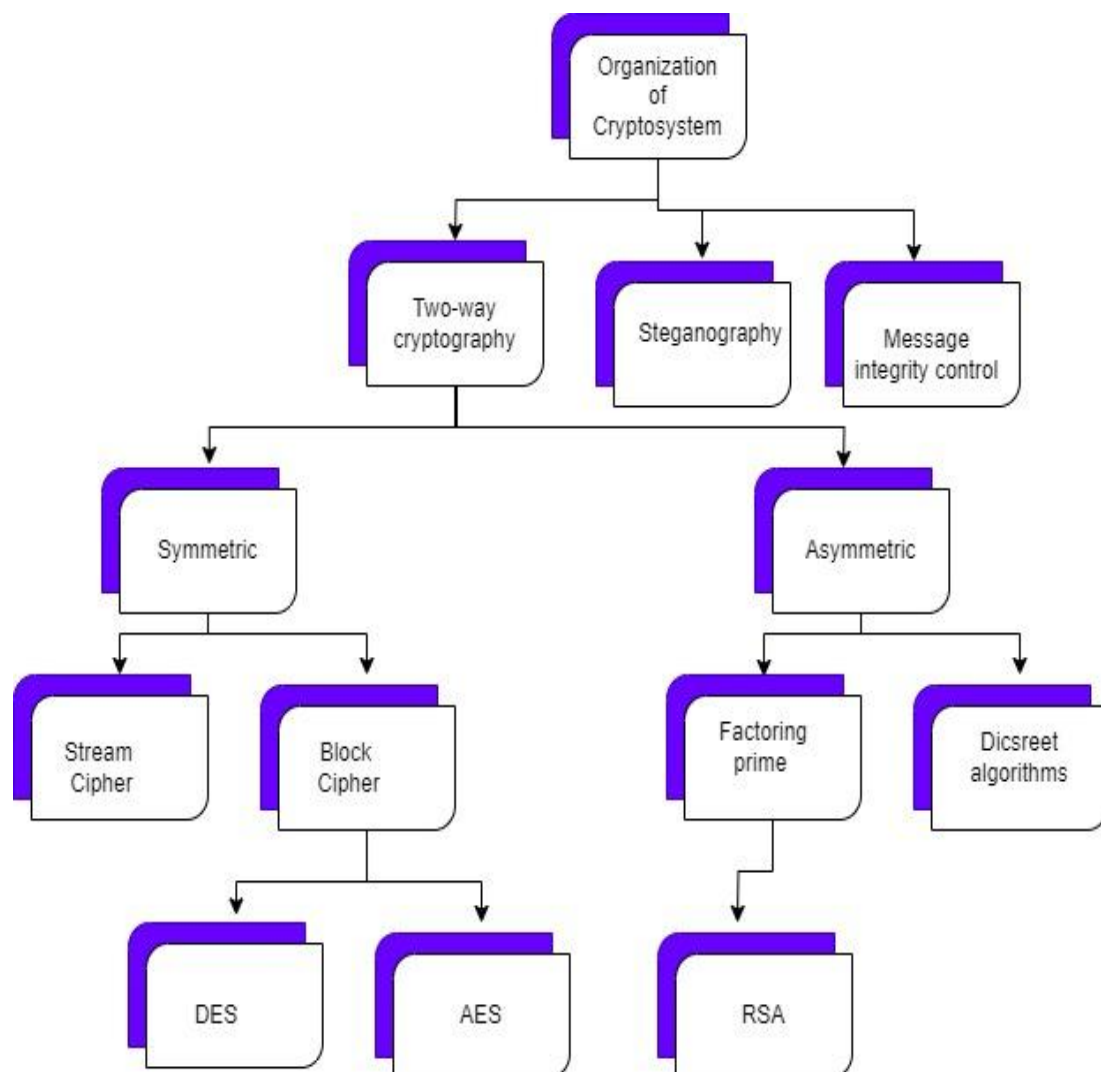 Organization
of
Cryptosystem
Two-way
cryptography
Steganography
Message
integrity control
Symmetric
Asymmetric
Stream
Cipher
Block
Cipher
Factoring
prime
Dicsreet
algorithms
DES
AES
RSA